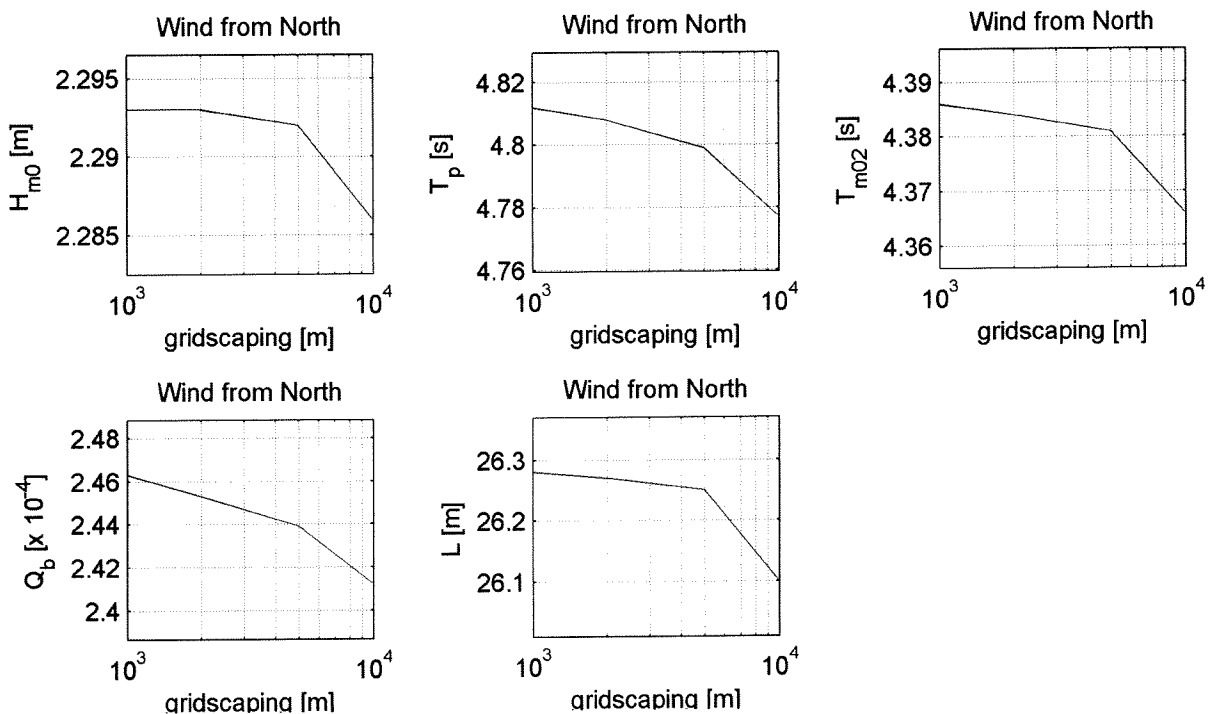 Wind from North
H_m0 [m]
2.295
2.29
2.285
10^3
10^4
gridscaping [m]
Wind from North
T_p [s]
4.82
4.8
4.78
4.76
10^3
10^4
gridscaping [m]
Wind from North
T_m02 [s]
4.39
4.38
4.37
4.36
10^3
10^4
gridscaping [m]
Wind from North
Q_b [x 10^-4]
2.48
2.46
2.44
2.42
2.4
10^3
10^4
gridscaping [m]
Wind from North
L [m]
26.3
26.2
26.1
10^3
10^4
gridscaping [m]